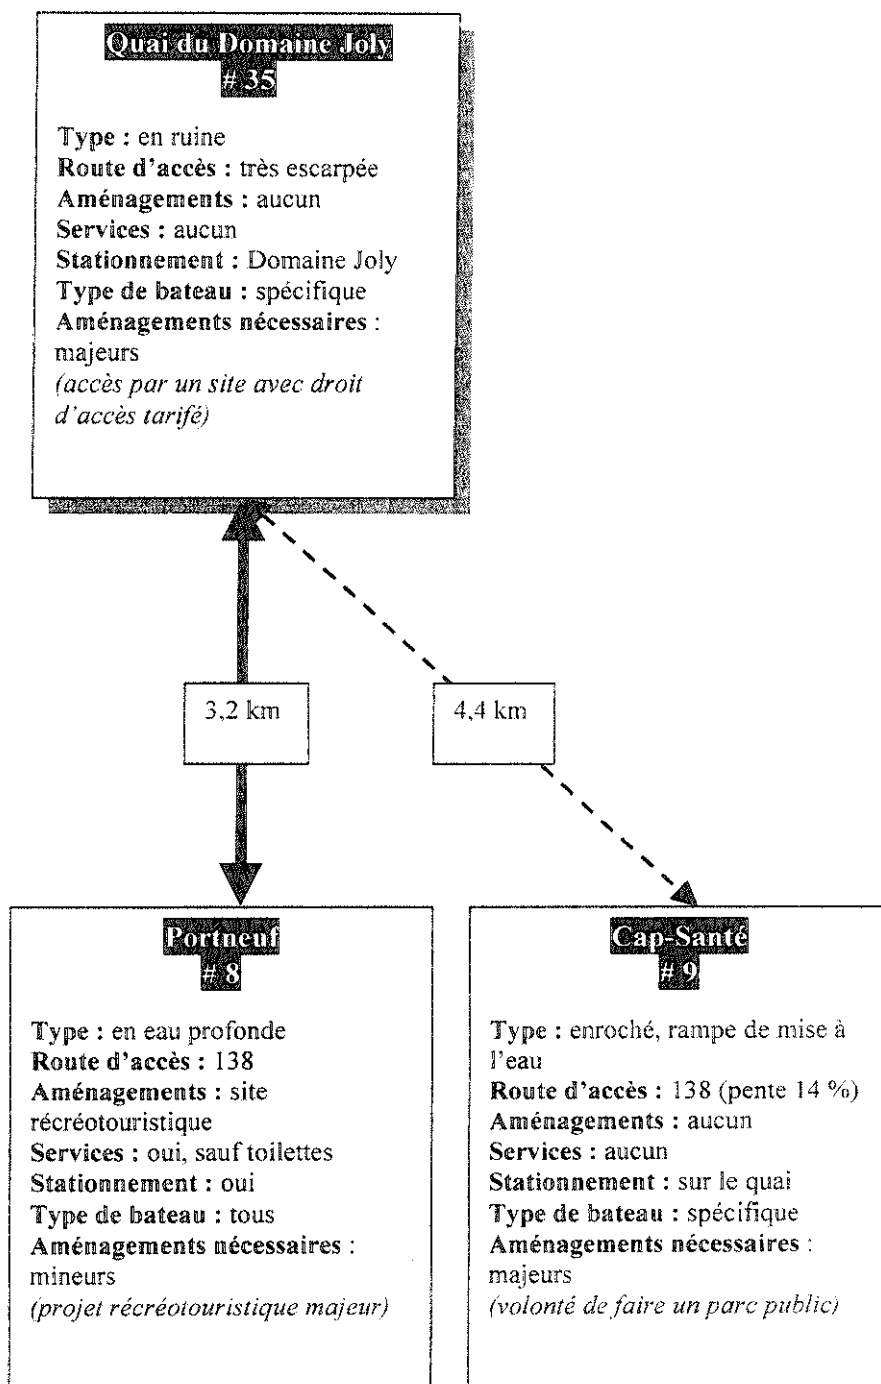 Quai du Domaine Joly
# 35
Type : en ruine
Route d'accès : très escarpée
Aménagements : aucun
Services : aucun
Stationnement : Domaine Joly
Type de bateau : spécifique
Aménagements nécessaires :
majeurs
(accès par un site avec droit
d'accès tarifé)
3,2 km
4,4 km
Portneuf
# 8
Type : en eau profonde
Route d'accès : 138
Aménagements : site
récréotouristique
Services : oui, sauf toilettes
Stationnement : oui
Type de bateau : tous
Aménagements nécessaires :
mineurs
(projet récréotouristique majeur)
Cap-Santé
# 9
Type : enroché, rampe de mise à
l'eau
Route d'accès : 138 (pente 14 %)
Aménagements : aucun
Services : aucun
Stationnement : sur le quai
Type de bateau : spécifique
Aménagements nécessaires :
majeurs
(volonté de faire un parc public)